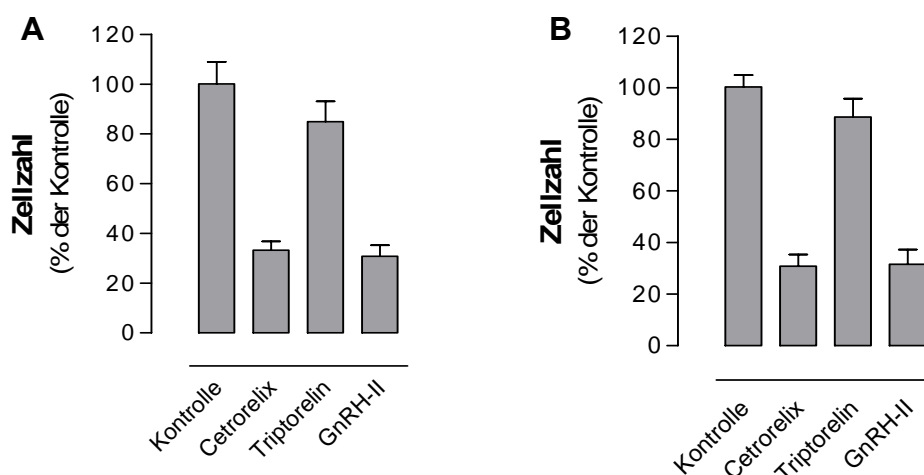 A
120
100
80
60
40
20
0
Zellzahl
(% der Kontrolle)
Kontrolle
Cetrorelix
Triptorelin
GnRH-II
B
120
100
80
60
40
20
0
Zellzahl
(% der Kontrolle)
Kontrolle
Cetrorelix
Triptorelin
GnRH-II